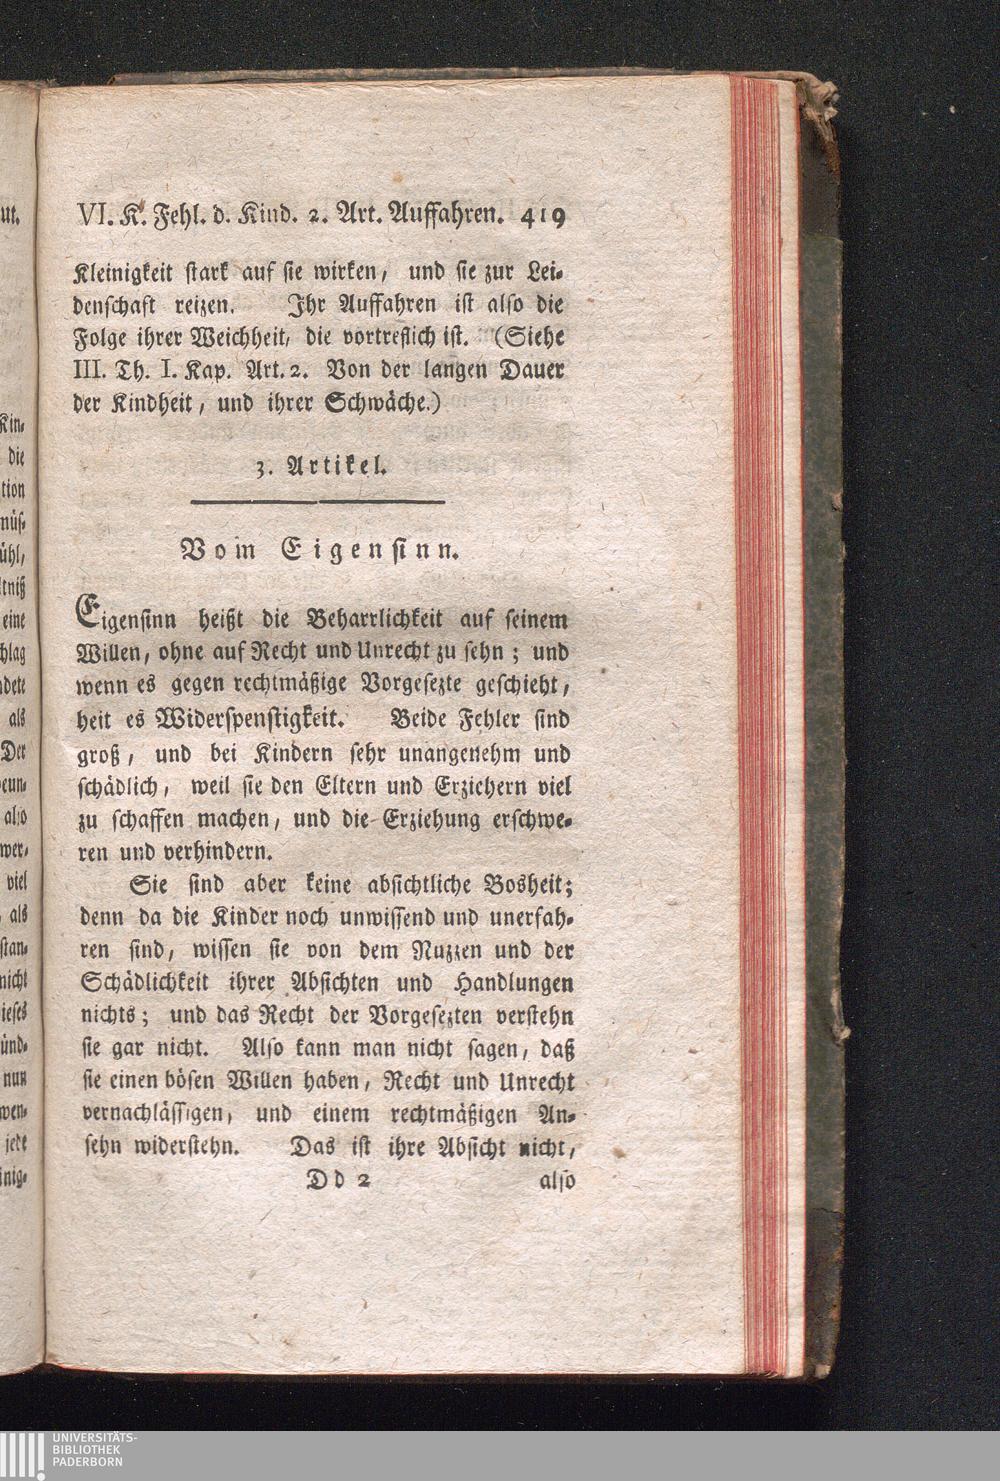 VI. K. Fehl. d. Kind. 2. Art. Auffahren. 419
Kleinigkeit stark auf sie wirken, und sie zur Lei-
denschaft reizen. Ihr Auffahren ist also die
Folge ihrer Weichheit, die vortreflich ist. (Siehe
III. Th. I. Kap. Art. 2. Von der langen Dauer
der Kindheit, und ihrer Schwäche.)
3. Artikel.
Vom Eigensinn.
Eigensinn heißt die Beharrlichkeit auf seinem
Willen, ohne auf Recht und Unrecht zu sehn; und
wenn es gegen rechtmäßige Vorgesezte geschieht,
heit es Widerspenstigkeit. Beide Fehler sind
groß, und bei Kindern sehr unangenehm und
schädlich, weil sie den Eltern und Erziehern viel
zu schaffen machen, und die Erziehung erschwe-
ren und verhindern.
Sie sind aber keine absichtliche Bosheit;
denn da die Kinder noch unwissend und unerfah-
ren sind, wissen sie von dem Nuzzen und der
Schädlichkeit ihrer Absichten und Handlungen
nichts; und das Recht der Vorgesezten verstehn
sie gar nicht. Also kann man nicht sagen, daß
sie einen bösen Willen haben, Recht und Unrecht
vernachlässigen, und einem rechtmäßigen An-
sehn widerstehn. Das ist ihre Absicht nicht,
Dd 2 also
UNIVERSITÄTS-
BIBLIOTHEK
PADERBORN